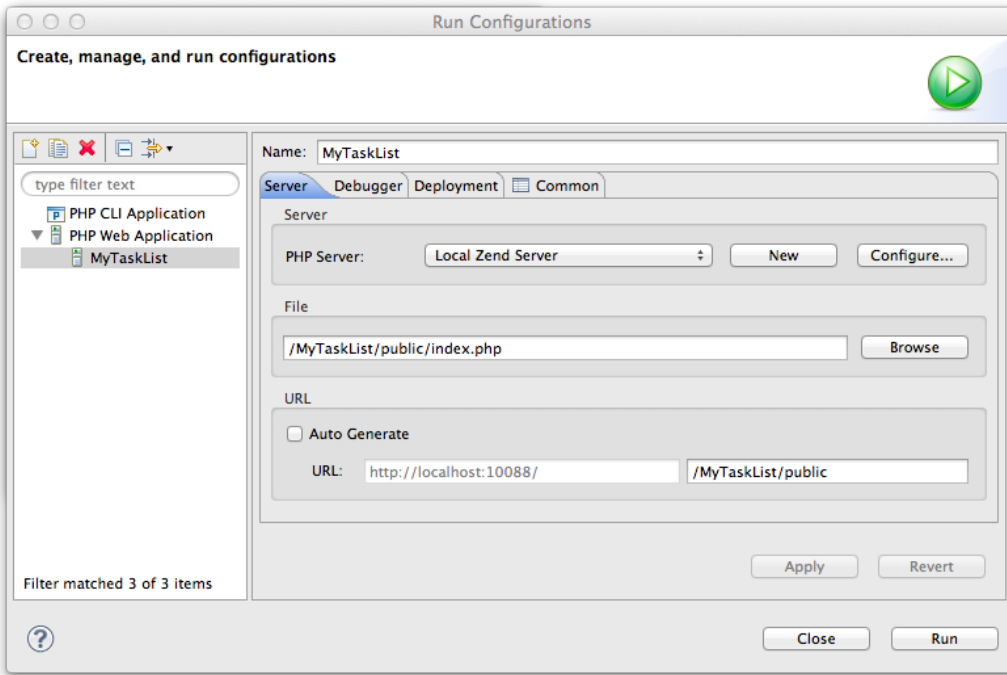 Run Configurations
Create, manage, and run configurations
type filter text
PHP CLI Application
PHP Web Application
MyTaskList
Filter matched 3 of 3 items
Name: MyTaskList
Server Debugger Deployment Common
Server
PHP Server: Local Zend Server New Configure...
File
/MyTaskList/public/index.php Browse
URL
Auto Generate
URL: http://localhost:10088/ /MyTaskList/public
Apply Revert
? Close Run